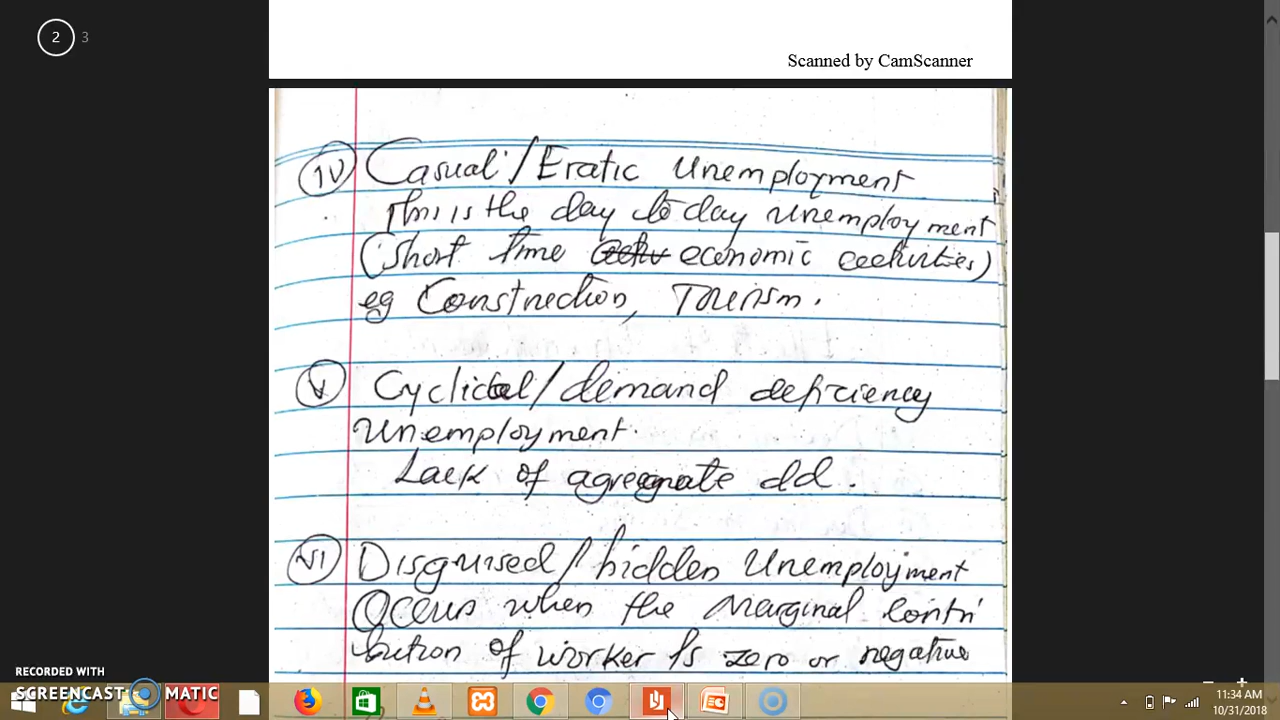 2 3
Scanned by CamScanner
IV Casual/Eratic Unemployment
This is the day to day unemployment
(short time economic activities)
eg Construction, Tourism.
V Cyclical/demand deficiency
Unemployment.
Lack of agreegate dd.
VI Disguised/hidden Unemployment
Occurs when the Marginal Contri
bution of worker is zero or negative
RECORDED WITH
SCREENCAST MATIC
11:34 AM
10/31/2018